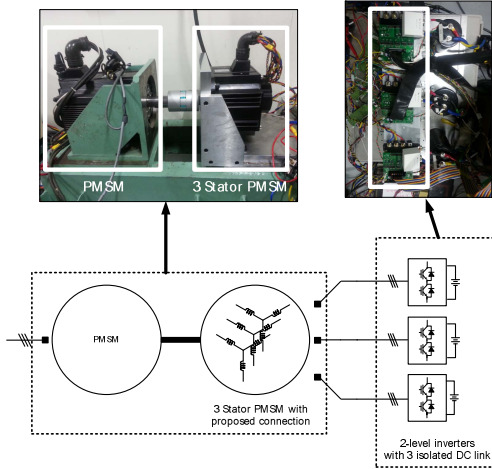 PMSM
3 Stator PMSM
PMSM
3 Stator PMSM with
proposed connection
2-level inverters
with 3 isolated DC link